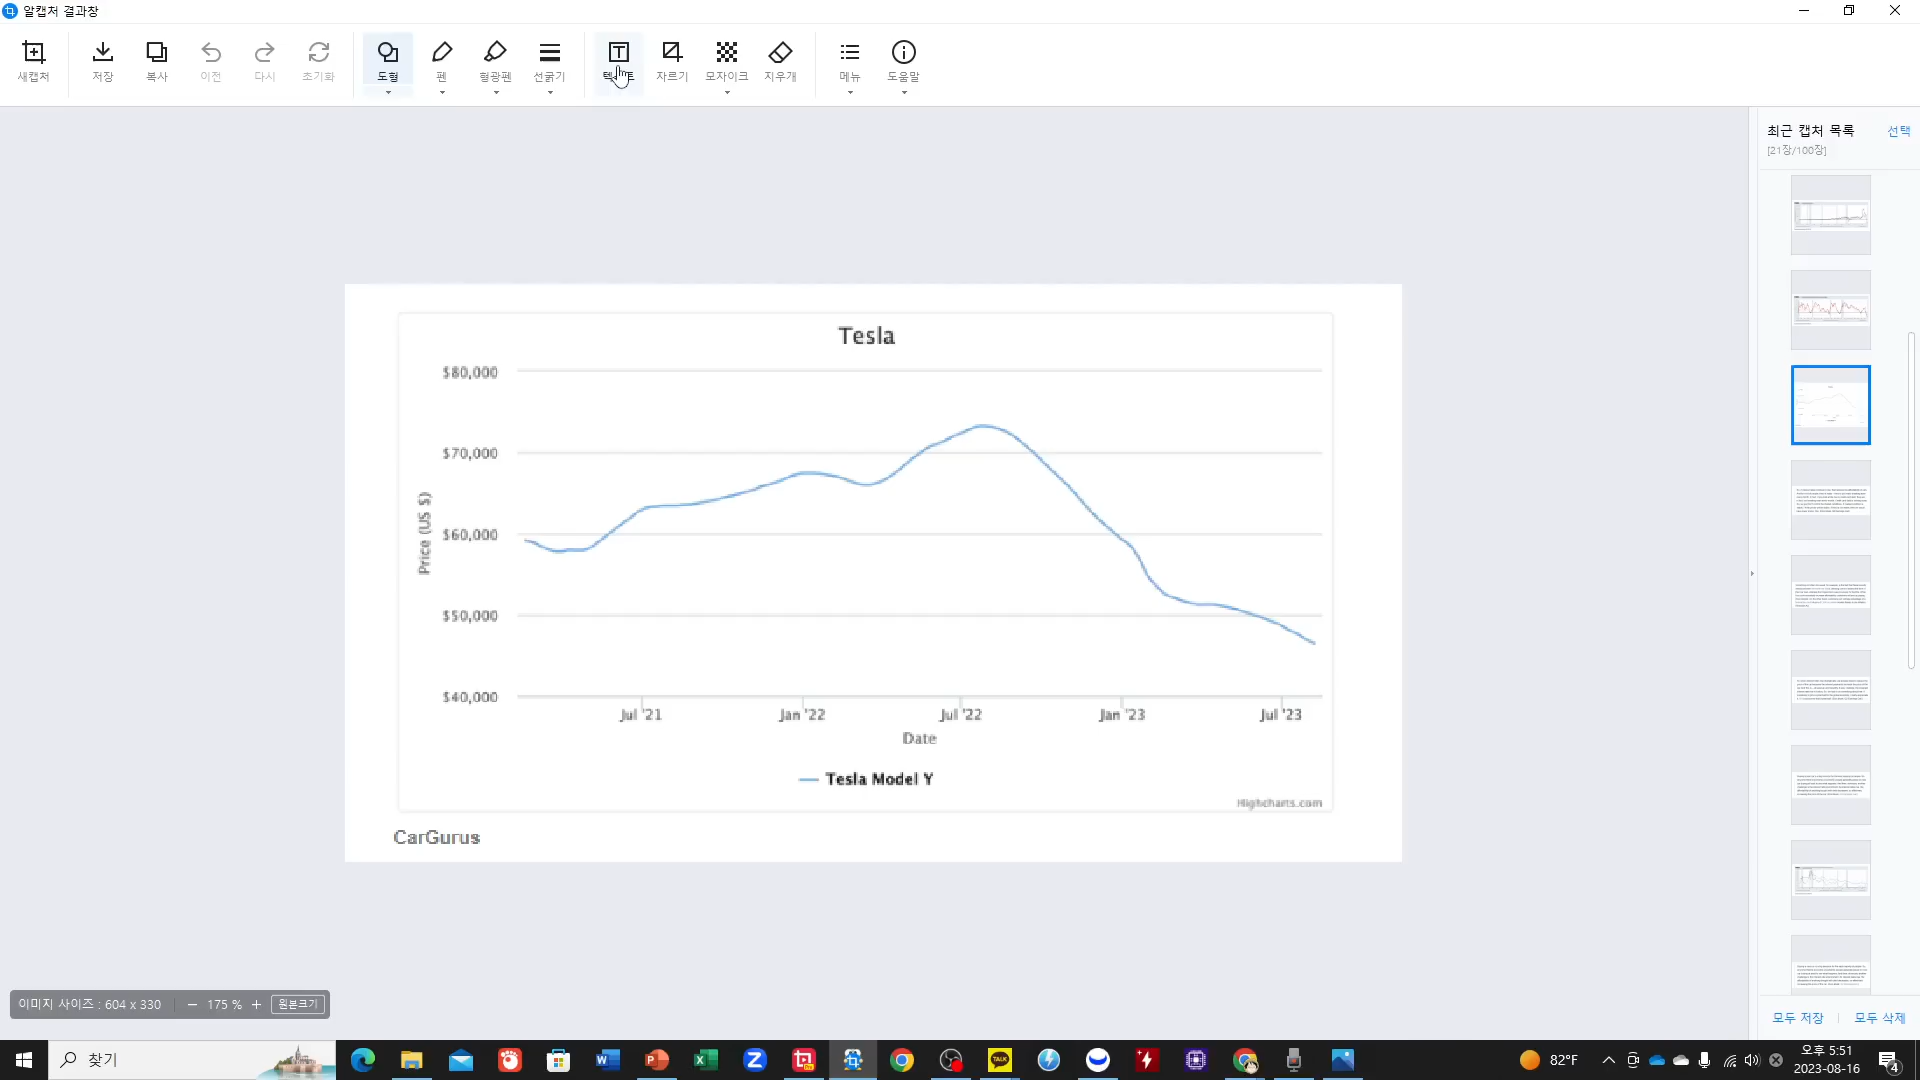 알캡처 결과창
새캡처 저장 복사 이전 다시 초기화 도형 펜 형광펜 선굵기 자르기 모자이크 지우개 메뉴 도움말
최근 캡처 목록 선택
[21장/100장]
Tesla
$80,000
$70,000
$60,000
$50,000
$40,000
Price (US $)
Jul '21 Jan '22 Jul '22 Jan '23 Jul '23
Date
Tesla Model Y
Highcharts.com
CarGurus
이미지 사이즈 : 604 x 330 175 % 원본크기
모두 저장 모두 삭제
찾기
82°F
오후 5:51
2023-08-16
4